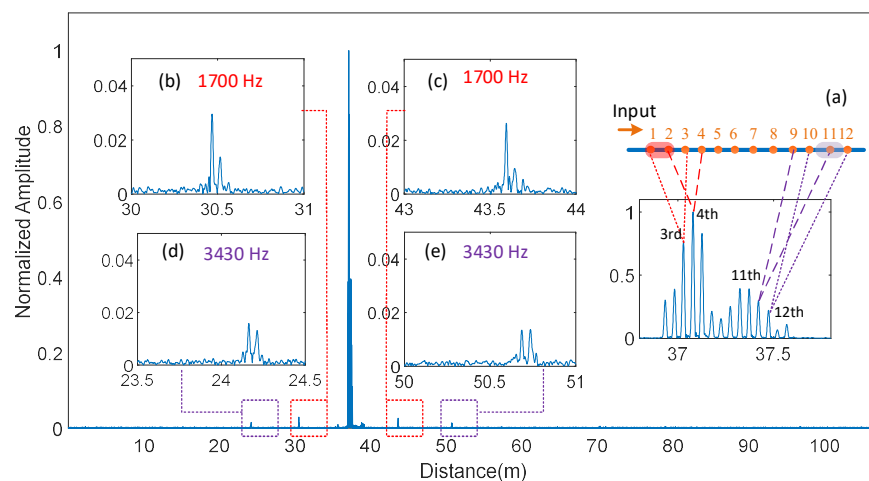 Normalized Amplitude
1
0.8
0.6
0.4
0.2
0
10
20
30
40
50
60
70
80
90
100
Distance(m)
(b)
1700 Hz
0.04
0.02
0
30
30.5
31
(c)
1700 Hz
0.04
0.02
0
43
43.5
44
(d)
3430 Hz
0.04
0.02
0
23.5
24
24.5
(e)
3430 Hz
0.04
0.02
0
50
50.5
51
(a)
Input
1 2 3 4 5 6 7 8 9 10 11 12
1
0.5
0
3rd
4th
11th
12th
37
37.5